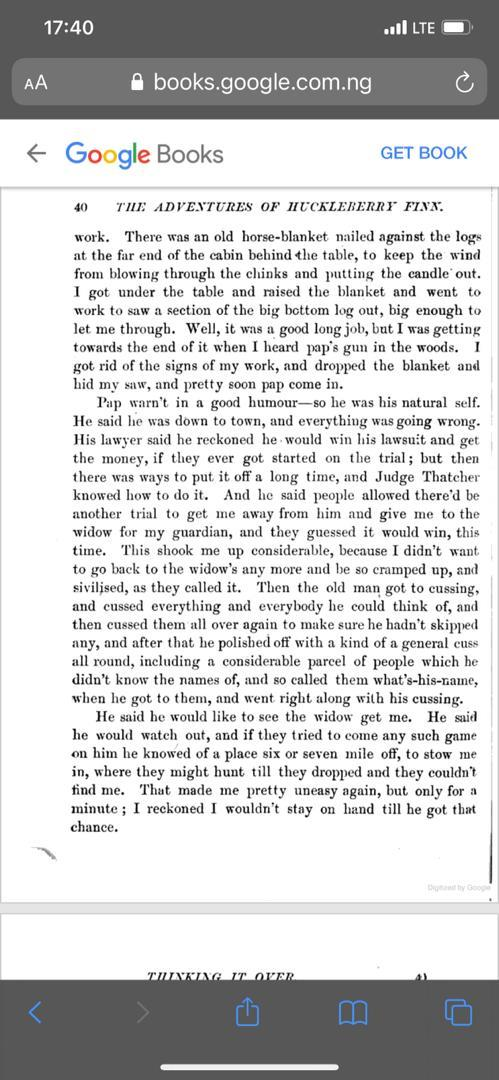 17:40
LTE
AA
books.google.com.ng
Google Books
GET BOOK
40 THE ADVENTURES OF HUCKLEBERRY FINN.
work. There was an old horse-blanket nailed against the logs
at the far end of the cabin behind the table, to keep the wind
from blowing through the chinks and putting the candle out.
I got under the table and raised the blanket and went to
work to saw a section of the big bottom log out, big enough to
let me through. Well, it was a good long job, but I was getting
towards the end of it when I heard pap's gun in the woods. I
got rid of the signs of my work, and dropped the blanket and
hid my saw, and pretty soon pap come in.
Pap warn't in a good humour—so he was his natural self.
He said he was down to town, and everything was going wrong.
His lawyer said he reckoned he would win his lawsuit and get
the money, if they ever got started on the trial; but then
there was ways to put it off a long time, and Judge Thatcher
knowed how to do it. And he said people allowed there'd be
another trial to get me away from him and give me to the
widow for my guardian, and they guessed it would win, this
time. This shook me up considerable, because I didn't want
to go back to the widow's any more and be so cramped up, and
sivilised, as they called it. Then the old man got to cussing,
and cussed everything and everybody he could think of, and
then cussed them all over again to make sure he hadn't skipped
any, and after that he polished off with a kind of a general cuss
all round, including a considerable parcel of people which he
didn't know the names of, and so called them what's-his-name,
when he got to them, and went right along with his cussing.
He said he would like to see the widow get me. He said
he would watch out, and if they tried to come any such game
on him he knowed of a place six or seven mile off, to stow me
in, where they might hunt till they dropped and they couldn't
find me. That made me pretty uneasy again, but only for a
minute; I reckoned I wouldn't stay on hand till he got that
chance.
Digitized by Google
THINKING IT OVER. 41